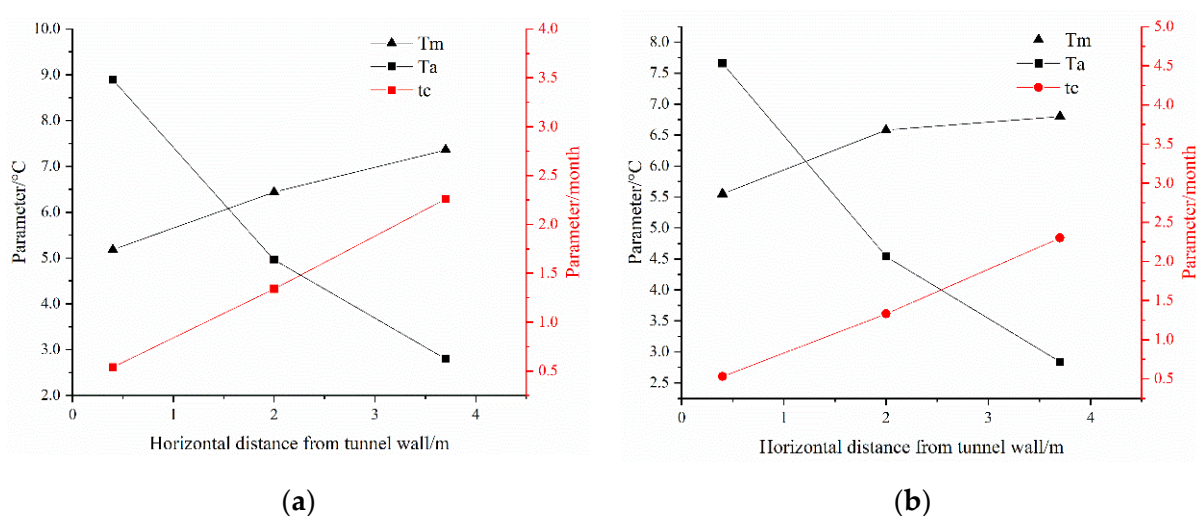 10.0
9.0
8.0
7.0
6.0
5.0
4.0
3.0
2.0
Parameter/°C
4.0
3.5
3.0
2.5
2.0
1.5
1.0
0.5
Parameter/month
Tm
Ta
tc
0 1 2 3 4
Horizontal distance from tunnel wall/m
(a)
8.0
7.5
7.0
6.5
6.0
5.5
5.0
4.5
4.0
3.5
3.0
2.5
Parameter/°C
5.0
4.5
4.0
3.5
3.0
2.5
2.0
1.5
1.0
0.5
Parameter/month
Tm
Ta
tc
0 1 2 3 4
Horizontal distance from tunnel wall/m
(b)